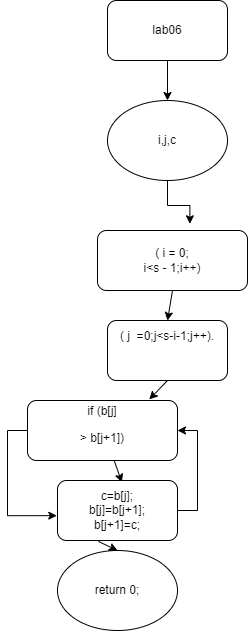 lab06
i,j,c
( i = 0;
i<s - 1;i++)
( j  =0;j<s-i-1;j++).
if (b[j]
> b[j+1])
c=b[j];
b[j]=b[j+1];
b[j+1]=c;
return 0;